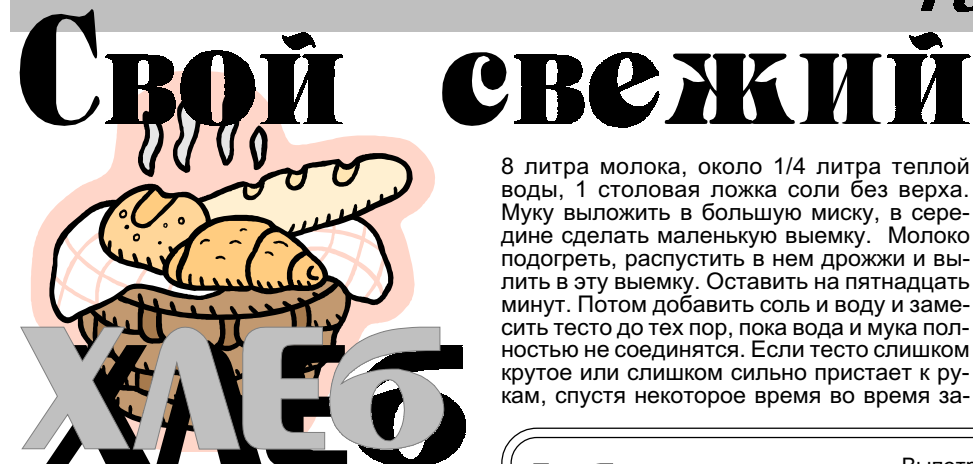 Свой свежий
ХЛЕб
8 литра молока, около 1/4 литра теплой
воды, 1 столовая ложка соли без верха.
Муку выложить в большую миску, в сере-
дине сделать маленькую выемку. Молоко
подогреть, распустить в нем дрожжи и вы-
лить в эту выемку. Оставить на пятнадцать
минут. Потом добавить соль и воду и заме-
сить тесто до тех пор, пока вода и мука пол-
ностью не соединятся. Если тесто слишком
крутое или слишком сильно пристает к ру-
кам, спустя некоторое время во время за-